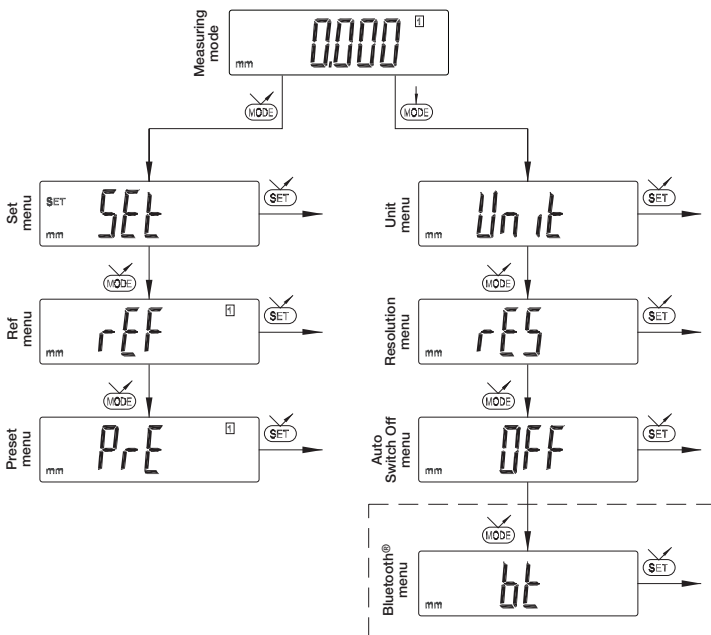 Measuring
mode
0.000
1
mm
MODE
MODE
Set
menu
SET
SEt
mm
SET
Unit
menu
Unit
mm
SET
MODE
MODE
Ref
menu
rEF
1
mm
SET
Resolution
menu
rES
mm
SET
MODE
MODE
Preset
menu
PrE
1
mm
SET
Auto
Switch Off
menu
OFF
mm
SET
MODE
Bluetooth®
menu
bt
mm
SET